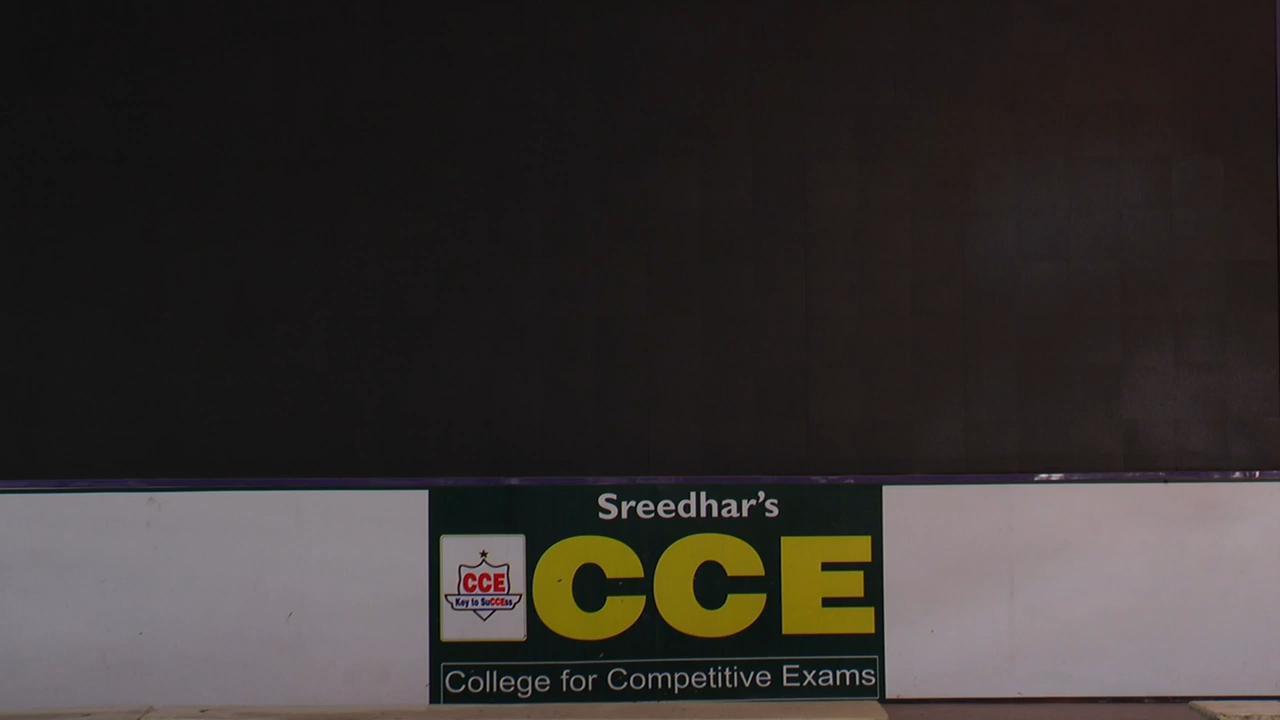 Sreedhar's
CCE
Key to SuCCEss
CCE
College for Competitive Exams